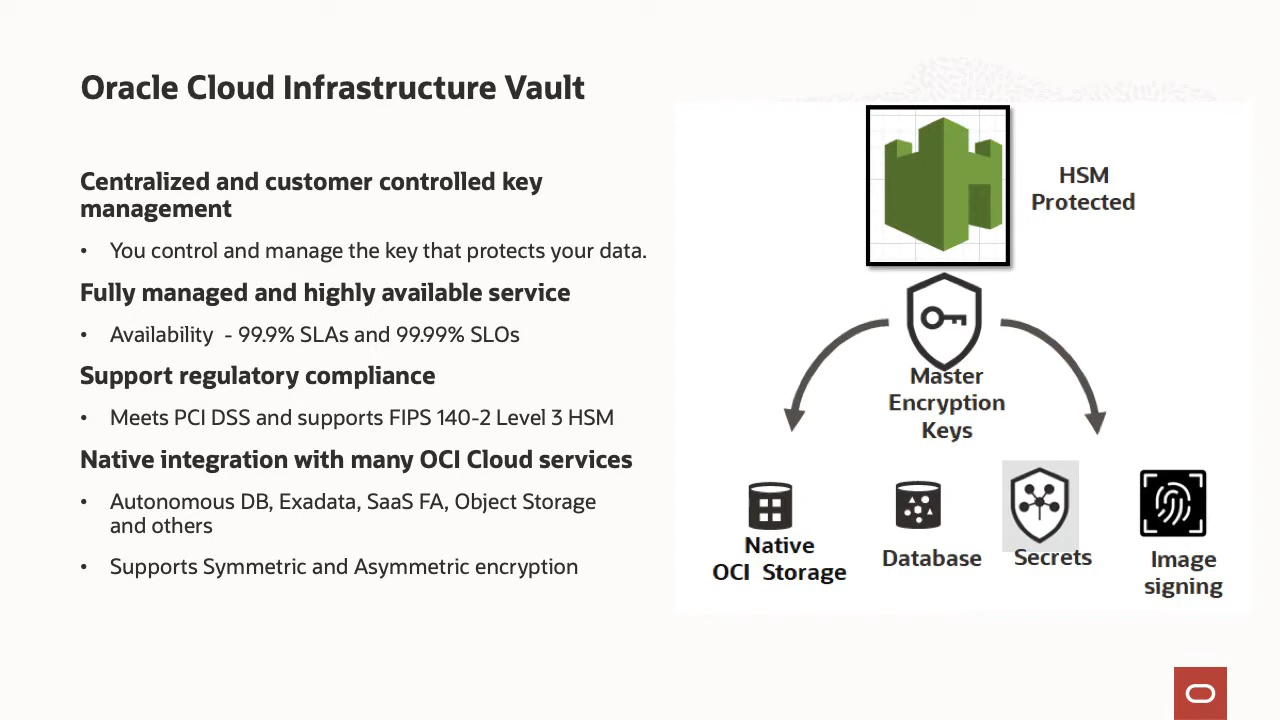 Oracle Cloud Infrastructure Vault
Centralized and customer controlled key
management
• You control and manage the key that protects your data.
Fully managed and highly available service
• Availability - 99.9% SLAs and 99.99% SLOs
Support regulatory compliance
• Meets PCI DSS and supports FIPS 140-2 Level 3 HSM
Native integration with many OCI Cloud services
• Autonomous DB, Exadata, SaaS FA, Object Storage
and others
• Supports Symmetric and Asymmetric encryption
HSM
Protected
Master
Encryption
Keys
Native
OCI Storage
Database
Secrets
Image
signing